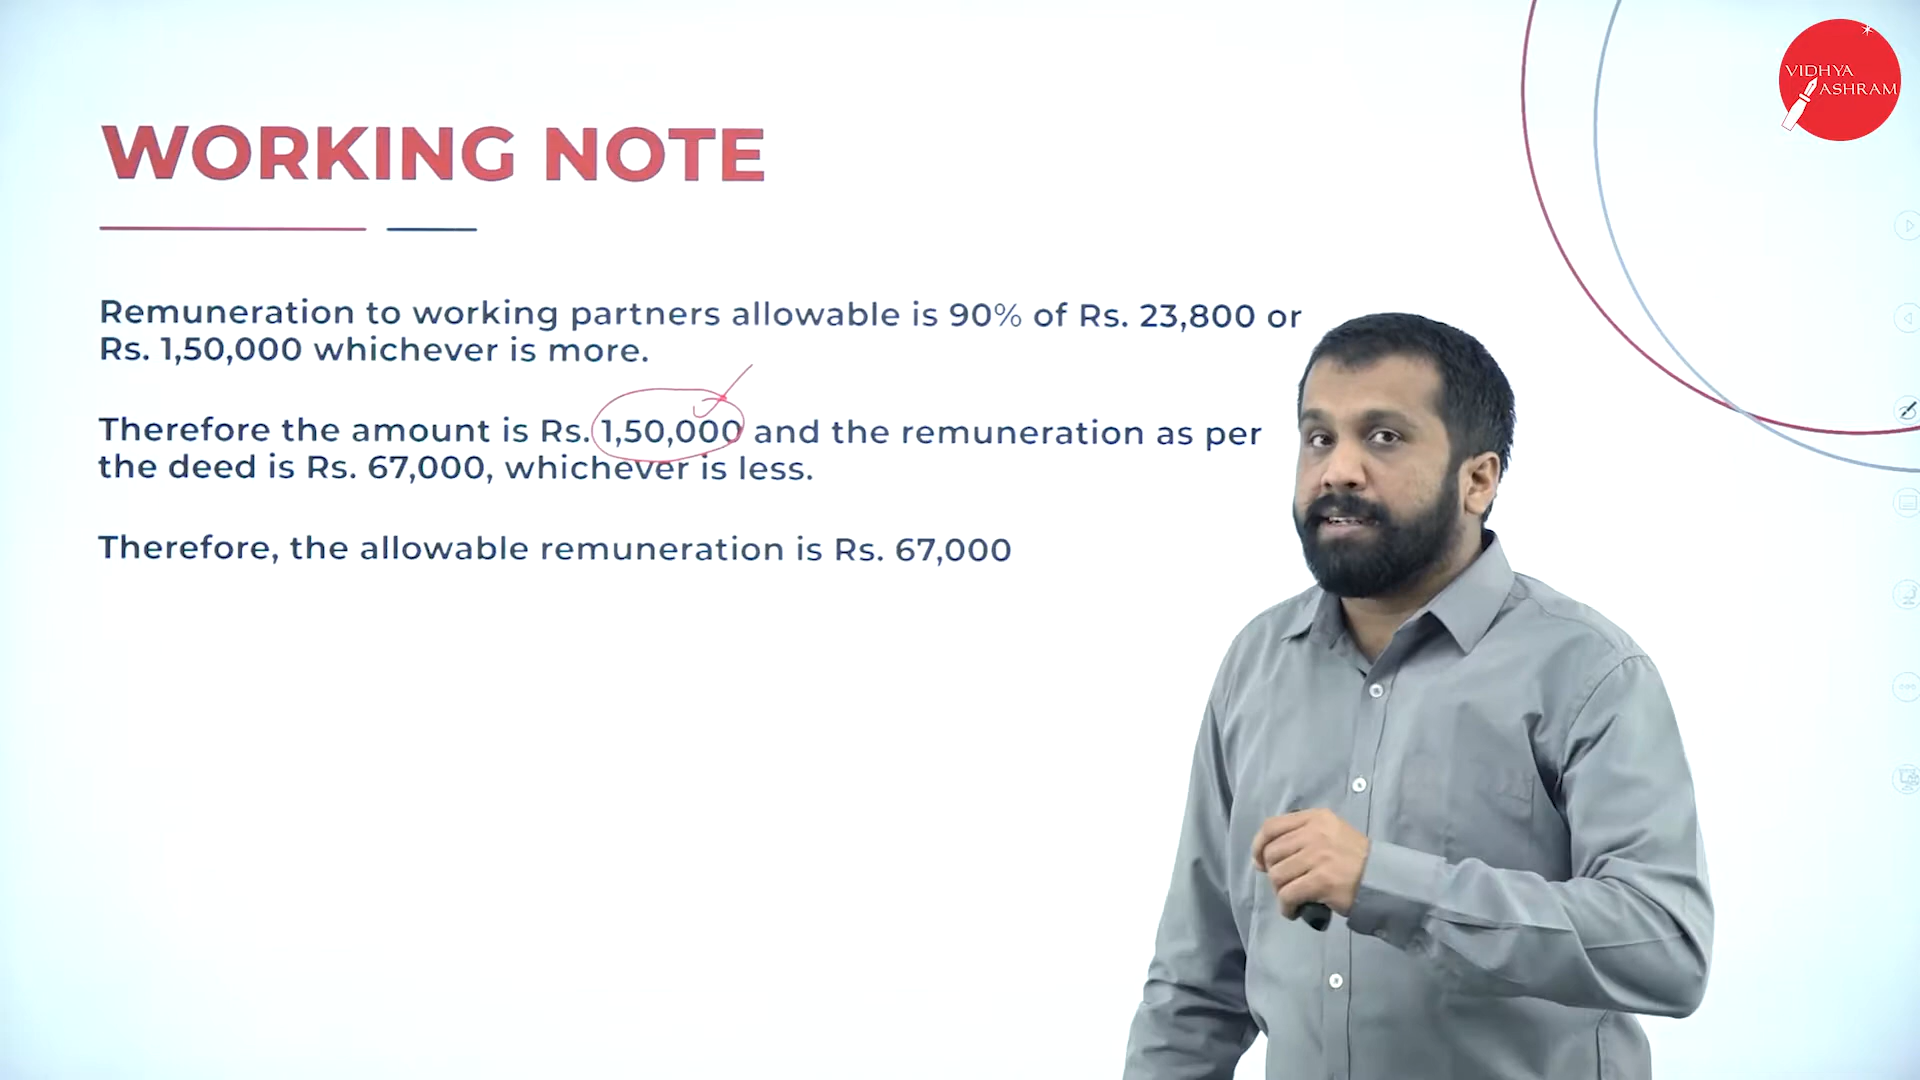 VIDHYA
ASHRAM
WORKING NOTE
Remuneration to working partners allowable is 90% of Rs. 23,800 or
Rs. 1,50,000 whichever is more.
Therefore the amount is Rs. 1,50,000 and the remuneration as per
the deed is Rs. 67,000, whichever is less.
Therefore, the allowable remuneration is Rs. 67,000